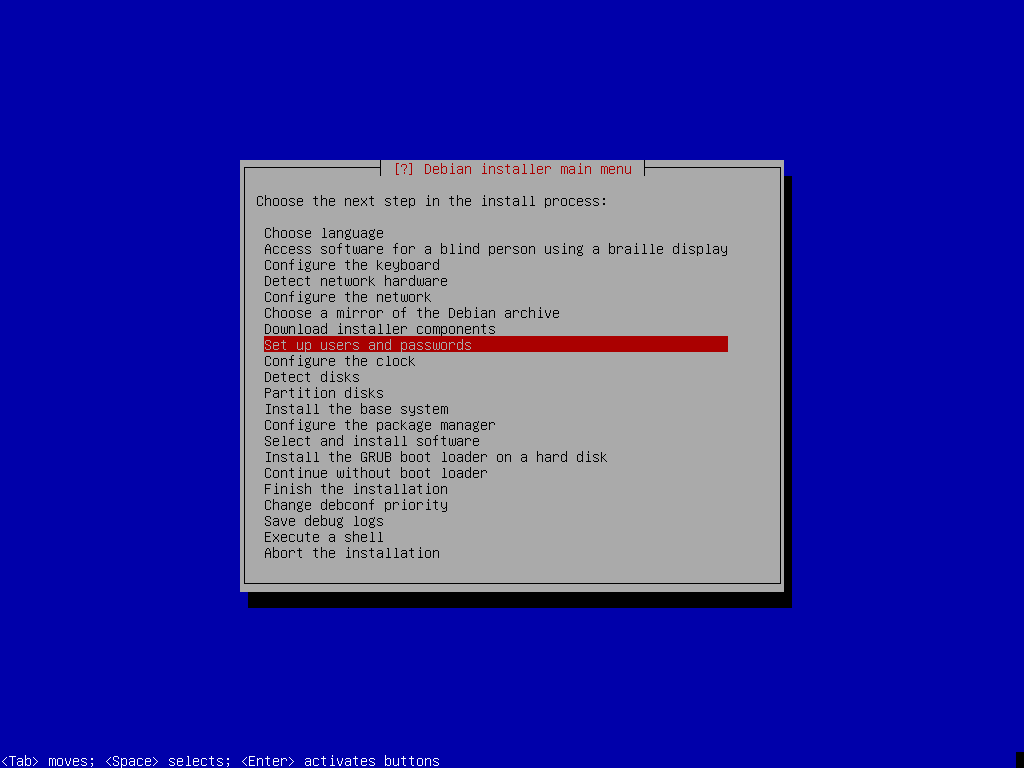 [?] Debian installer main menu
Choose the next step in the install process:
Choose language
Access software for a blind person using a braille display
Configure the keyboard
Detect network hardware
Configure the network
Choose a mirror of the Debian archive
Download installer components
Set up users and passwords
Configure the clock
Detect disks
Partition disks
Install the base system
Configure the package manager
Select and install software
Install the GRUB boot loader on a hard disk
Continue without boot loader
Finish the installation
Change debconf priority
Save debug logs
Execute a shell
Abort the installation
<Tab> moves; <Space> selects; <Enter> activates buttons